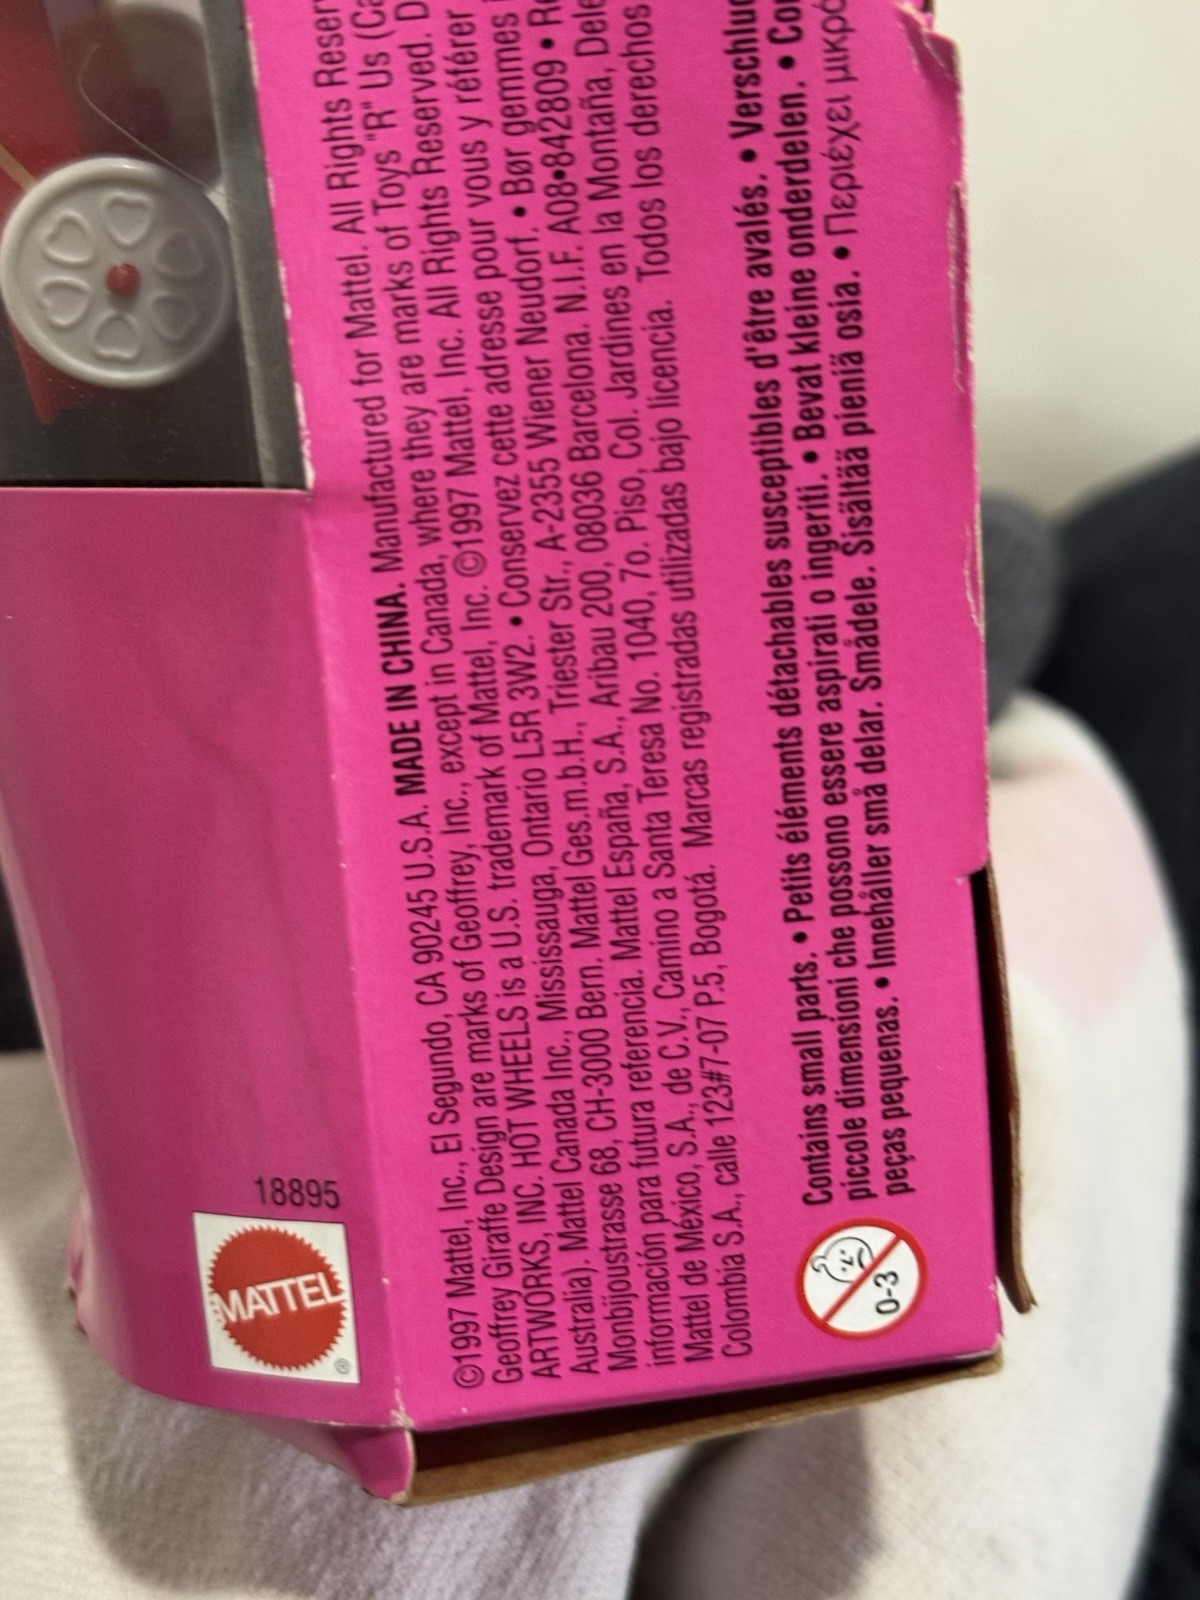 18895
MATTEL
®
©1997 Mattel, Inc., El Segundo, CA 90245 U.S.A. MADE IN CHINA. Manufactured for Mattel. All Rights
Geoffrey Giraffe Design are marks of Geoffrey, Inc., except in Canada, where they are marks of Toys "R" Us
ARTWORKS, INC. HOT WHEELS is a U.S. trademark of Mattel, Inc. ©1997 Mattel, Inc. All Rights Reserved.
Australia). Mattel Canada Inc., Mississauga, Ontario L5R 3W2. • Conservez cette adresse pour vous y référer
Monbijoustrasse 68, CH-3000 Bern. Mattel Ges.m.b.H., Triester Str., A-2355 Wiener Neudorf. • Bør gemmes
información para futura referencia. Mattel España, S.A., Aribau 200, 08036 Barcelona. N.I.F. A08•842809 •
Mattel de México, S.A., de C.V., Camino a Santa Teresa No. 1040, 7o. Piso, Col. Jardines en la Montaña,
Colombia S.A., calle 123#7-07 P.5, Bogotá. Marcas registradas utilizadas bajo licencia. Todos los derechos
0-3
Contains small parts. • Petits éléments détachables susceptibles d'être avalés. •
piccole dimensioni che possono essere aspirati o ingeriti. • Bevat kleine onderdelen. •
peças pequenas. • Innehåller små delar. Smådele. Sisältää pieniä osia. • Περιέχει